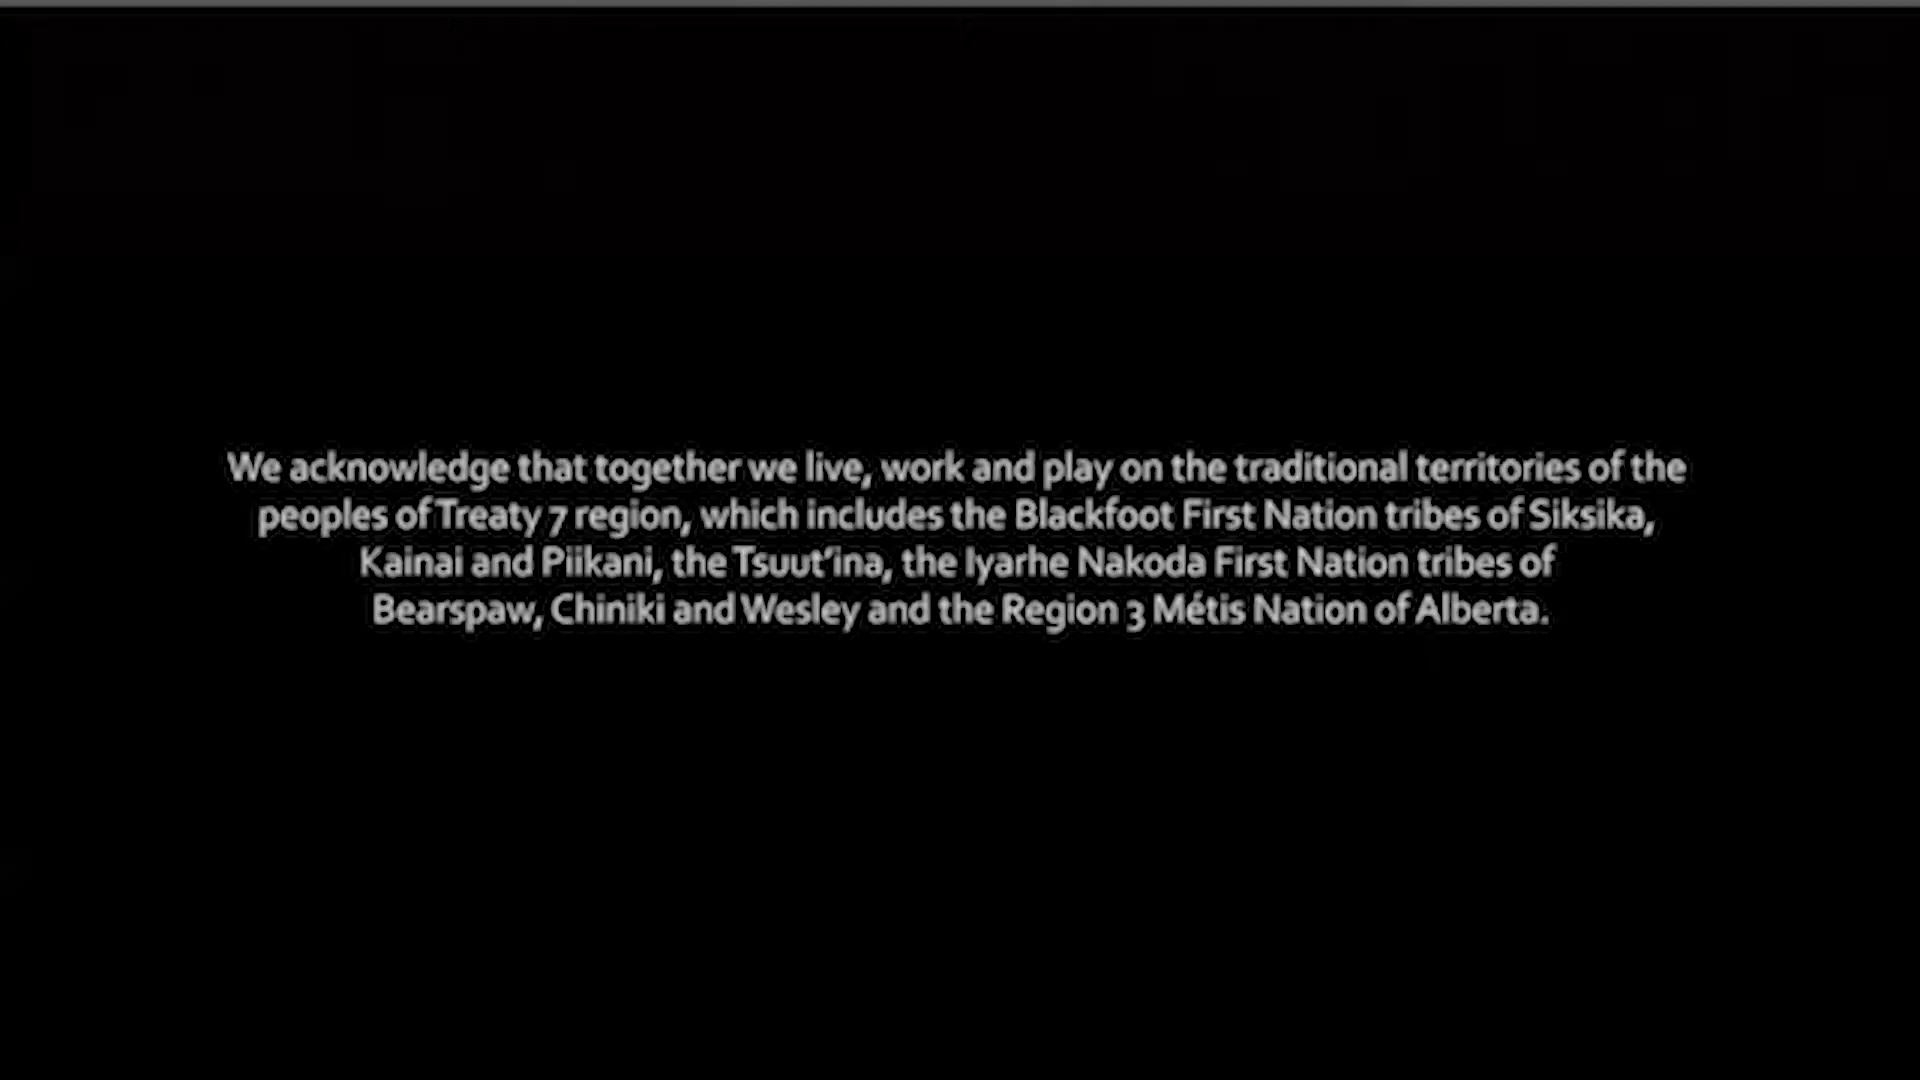 We acknowledge that together we live, work and play on the traditional territories of the
peoples of Treaty 7 region, which includes the Blackfoot First Nation tribes of Siksika,
Kainai and Piikani, the Tsuut'ina, the Iyarhe Nakoda First Nation tribes of
Bearspaw, Chiniki and Wesley and the Region 3 Métis Nation of Alberta.